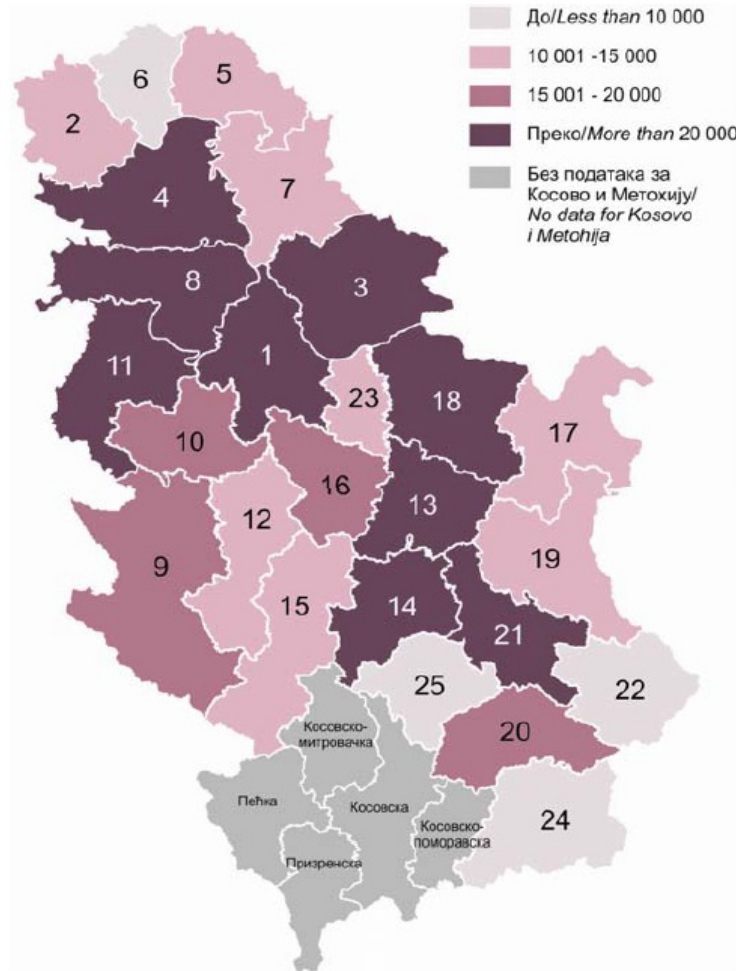 До/Less than 10 000
10 001 -15 000
15 001 - 20 000
Преко/More than 20 000
Без података за
Косово и Метохију/
No data for Kosovo
i Metohija
6
5
2
7
4
8
3
1
11
23
18
17
10
16
12
13
9
19
15
14
21
25
22
20
Косовско-
митровачка
Пећка
Косовска
Косовско-
поморавска
24
Призренска